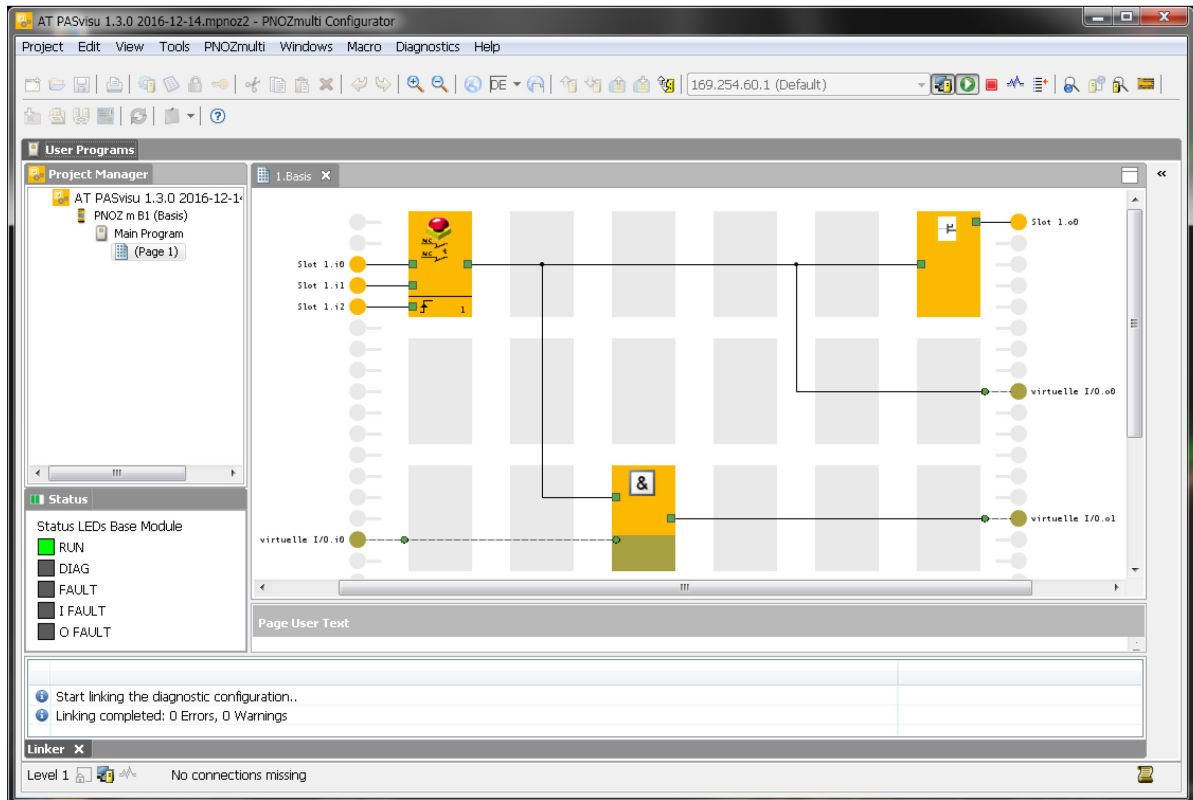 AT PASvisu 1.3.0 2016-12-14.mpnoz2 - PNOZmulti Configurator
Project Edit View Tools PNOZmulti Windows Macro Diagnostics Help
DE 169.254.60.1 (Default)
User Programs
Project Manager
AT PASvisu 1.3.0 2016-12-14
PNOZ m B1 (Basis)
Main Program
(Page 1)
1.Basis
Slot 1.i0
Slot 1.i1
Slot 1.i2
NC
NC t
1
Slot 1.o0
virtuelle I/O.o0
&
virtuelle I/O.o1
virtuelle I/O.i0
Status
Status LEDs Base Module
RUN
DIAG
FAULT
I FAULT
O FAULT
Page User Text
Start linking the diagnostic configuration..
Linking completed: 0 Errors, 0 Warnings
Linker
Level 1 No connections missing